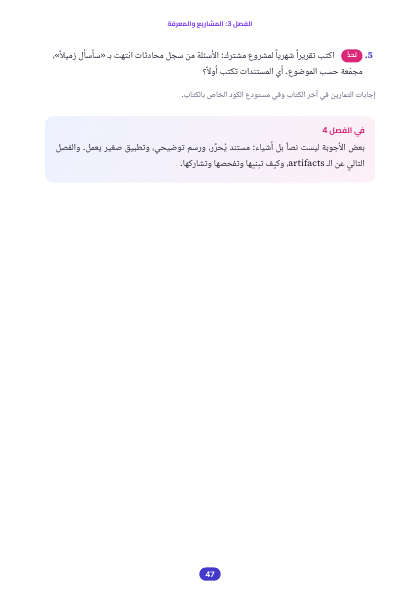 الفصل 3: المشاريع والمعرفة
5. تحدٍّ اكتب تقريراً شهرياً لمشروع مشترك: الأسئلة من سجل محادثات انتهت بـ «سأسأل زميلاً»،
مجمّعة حسب الموضوع. أي المستندات تكتب أولاً؟
إجابات التمارين في آخر الكتاب وفي مستودع الكود الخاص بالكتاب.
في الفصل 4
بعض الأجوبة ليست نصاً بل أشياء: مستند يُحرَّر، ورسم توضيحي، وتطبيق صغير يعمل. والفصل
التالي عن الـ artifacts، وكيف تبنيها وتفحصها وتشاركها.
47